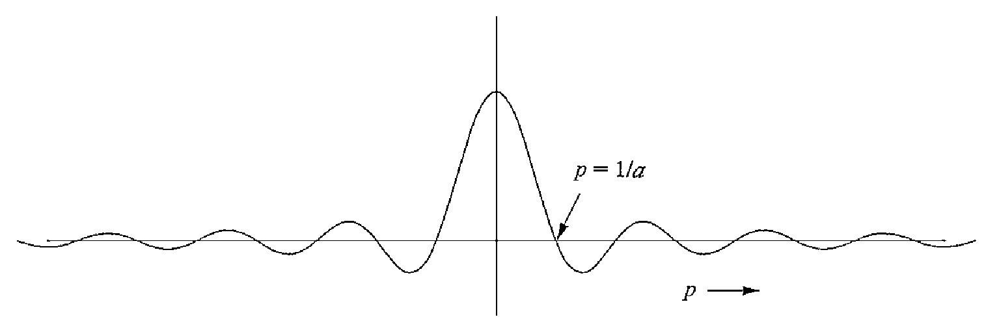 p = 1/a
p